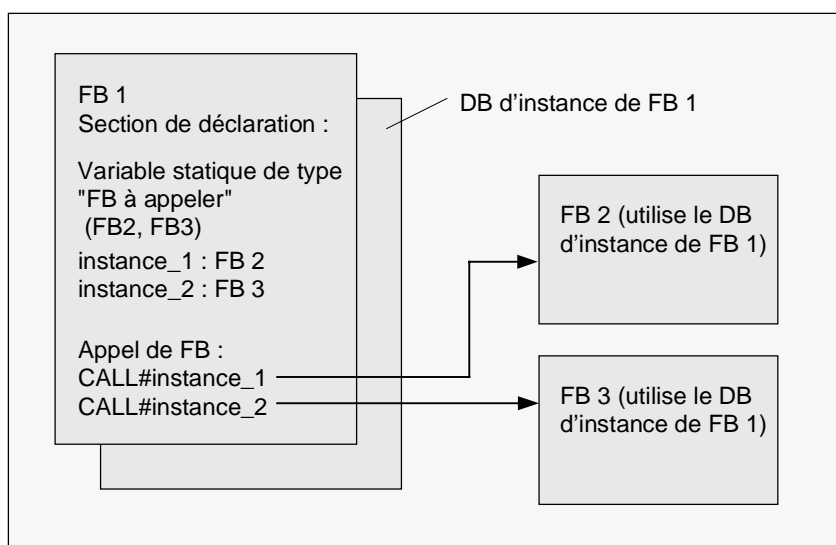 FB 1
Section de déclaration :
Variable statique de type
"FB à appeler"
(FB2, FB3)
instance_1 : FB 2
instance_2 : FB 3
Appel de FB :
CALL#instance_1
CALL#instance_2
DB d'instance de FB 1
FB 2 (utilise le DB
d'instance de FB 1)
FB 3 (utilise le DB
d'instance de FB 1)